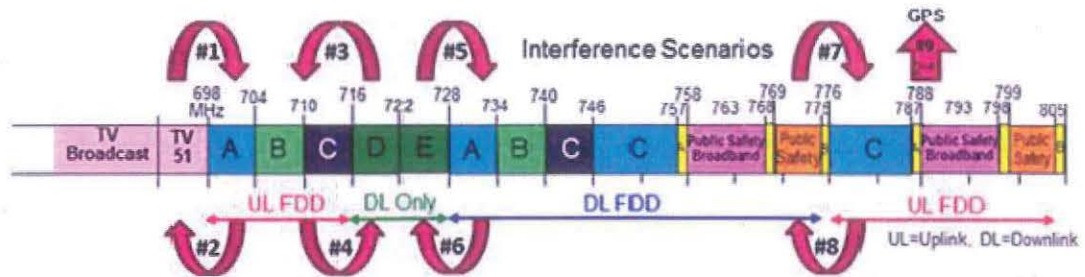 GPS
#1 #3 #5 Interference Scenarios #7 #9
698 MHz 704 710 716 722 728 734 740 746 757 758 763 768 769 775 776 787 788 793 798 799 805
TV Broadcast TV 51 A B C D E A B C C A Public Safety Broadband Public Safety C Public Safety Broadband Public Safety B
UL FDD DL Only DL FDD UL FDD
#2 #4 #6 #8 UL=Uplink, DL=Downlink